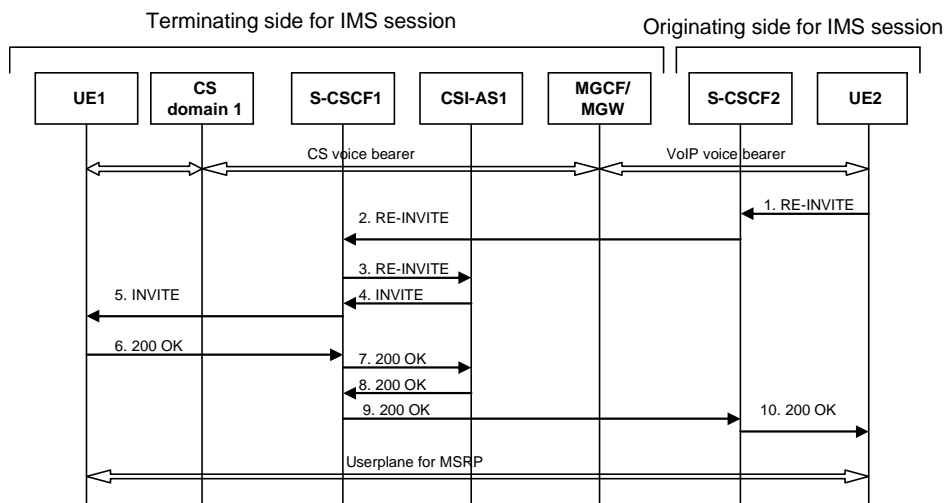 Terminating side for IMS session
Originating side for IMS session
UE1
CS
domain 1
S-CSCF1
CSI-AS1
MGCF/
MGW
S-CSCF2
UE2
CS voice bearer
VoIP voice bearer
1. RE-INVITE
2. RE-INVITE
3. RE-INVITE
4. INVITE
5. INVITE
6. 200 OK
7. 200 OK
8. 200 OK
9. 200 OK
10. 200 OK
Userplane for MSRP